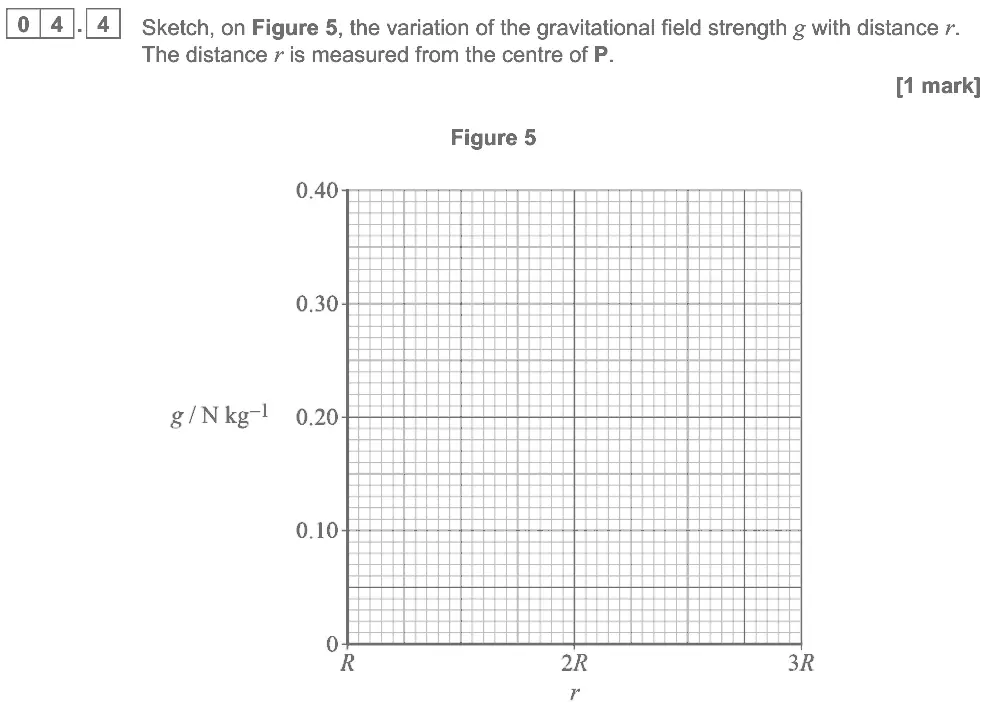 04.4 Sketch, on Figure 5, the variation of the gravitational field strength g with distance r.
The distance r is measured from the centre of P.
[1 mark]
Figure 5
0.40
0.30
g / N kg⁻¹ 0.20
0.10
0
R 2R 3R
r